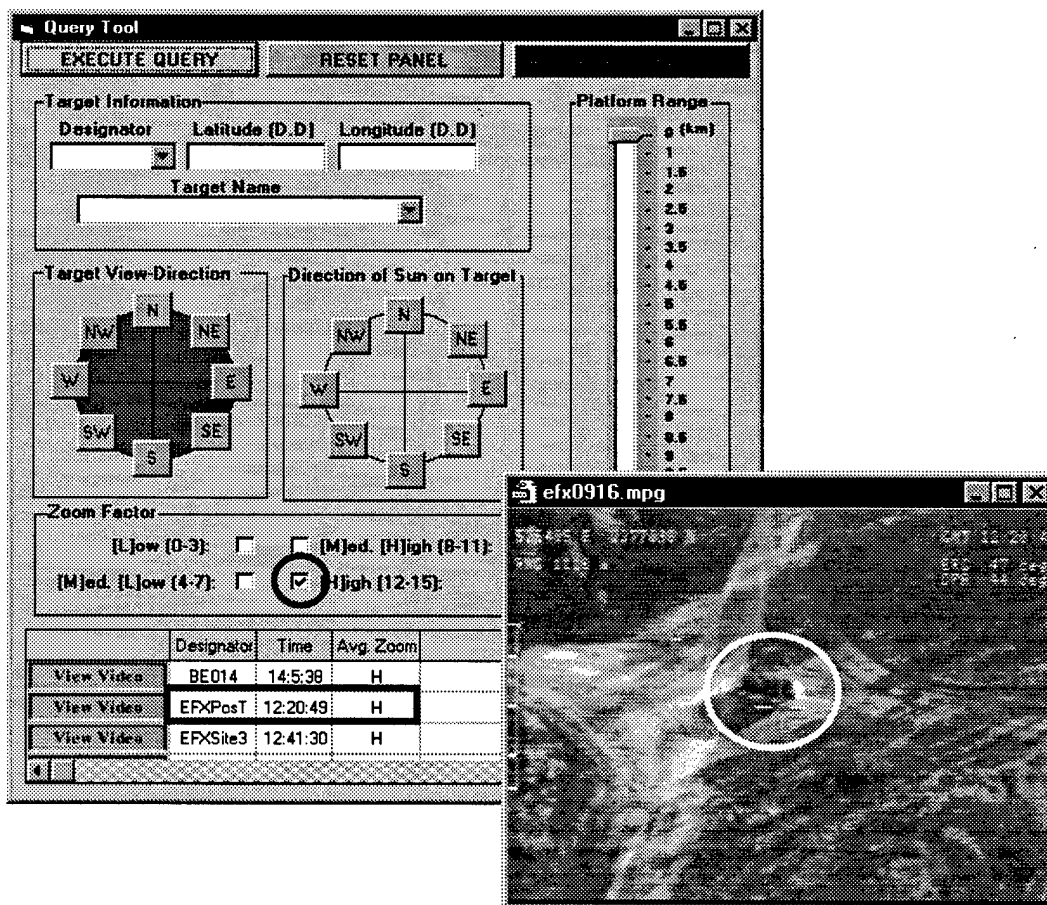 Query Tool
EXECUTE QUERY RESET PANEL
Target Information
Designator Latitude (D.D) Longitude (D.D)
Target Name
Platform Range
0 (km)
1
1.5
2
2.5
3
3.5
4
4.5
5
5.5
6
6.5
7
7.5
8
8.5
9
Target View-Direction
N
NW NE
W E
SW SE
S
Direction of Sun on Target
N
NW NE
W E
SW SE
S
Zoom Factor
[L]ow (0-3): [M]ed. [H]igh (8-11):
[M]ed. [L]ow (4-7): [H]igh (12-15):
Designator Time Avg. Zoom
View Video BE014 14:5:38 H
View Video EFXPosT 12:20:49 H
View Video EFXSite3 12:41:30 H
efx0916.mpg